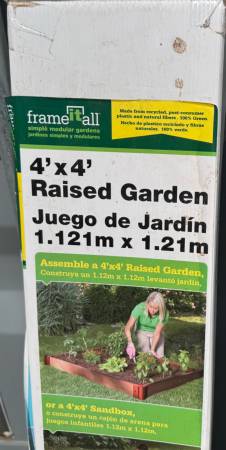 frame it all
simple modular gardens
jardines simples y modulares
Made from recycled, post-consumer
plastic and natural fibers - 100% Green.
Hecho de plástico reciclado y fibras
naturales. 100% verde.
4'x4'
Raised Garden
Juego de Jardín
1.121m x 1.21m
Assemble a 4'x4' Raised Garden,
Construya un 1.12m x 1.12m levantó jardín,
or a 4'x4' Sandbox,
o construye un cajón de arena para
juegos infantiles 1.12m x 1.12m.